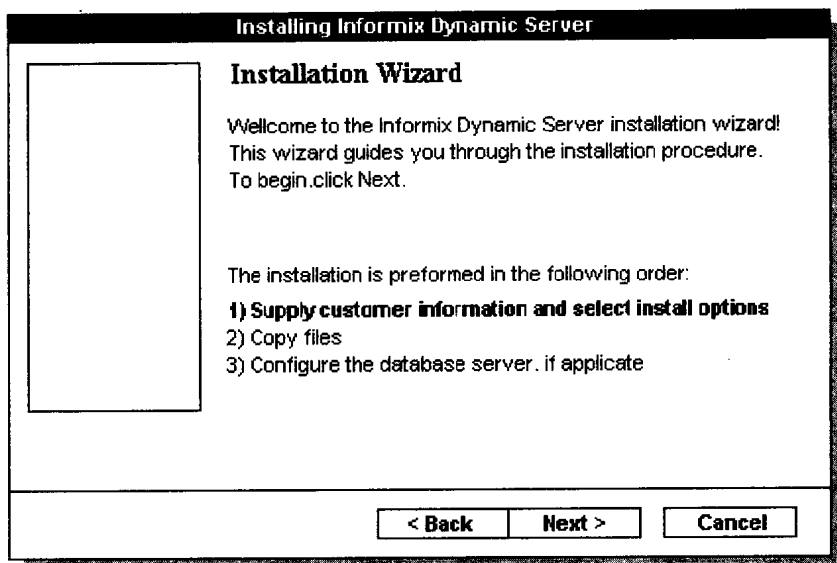 Installing Informix Dynamic Server
Installation Wizard
Wellcome to the Informix Dynamic Server installation wizard!
This wizard guides you through the installation procedure.
To begin.click Next.
The installation is preformed in the following order:
1) Supply customer information and select install options
2) Copy files
3) Configure the database server. if applicate
< Back
Next >
Cancel